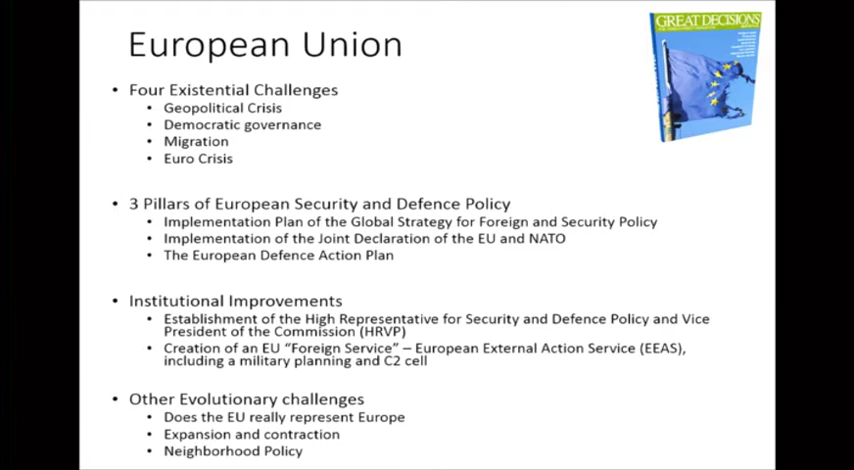 European Union
GREAT DECISIONS
• Four Existential Challenges
• Geopolitical Crisis
• Democratic governance
• Migration
• Euro Crisis
• 3 Pillars of European Security and Defence Policy
• Implementation Plan of the Global Strategy for Foreign and Security Policy
• Implementation of the Joint Declaration of the EU and NATO
• The European Defence Action Plan
• Institutional Improvements
• Establishment of the High Representative for Security and Defence Policy and Vice
President of the Commission (HRVP)
• Creation of an EU “Foreign Service” – European External Action Service (EEAS),
including a military planning and C2 cell
• Other Evolutionary challenges
• Does the EU really represent Europe
• Expansion and contraction
• Neighborhood Policy